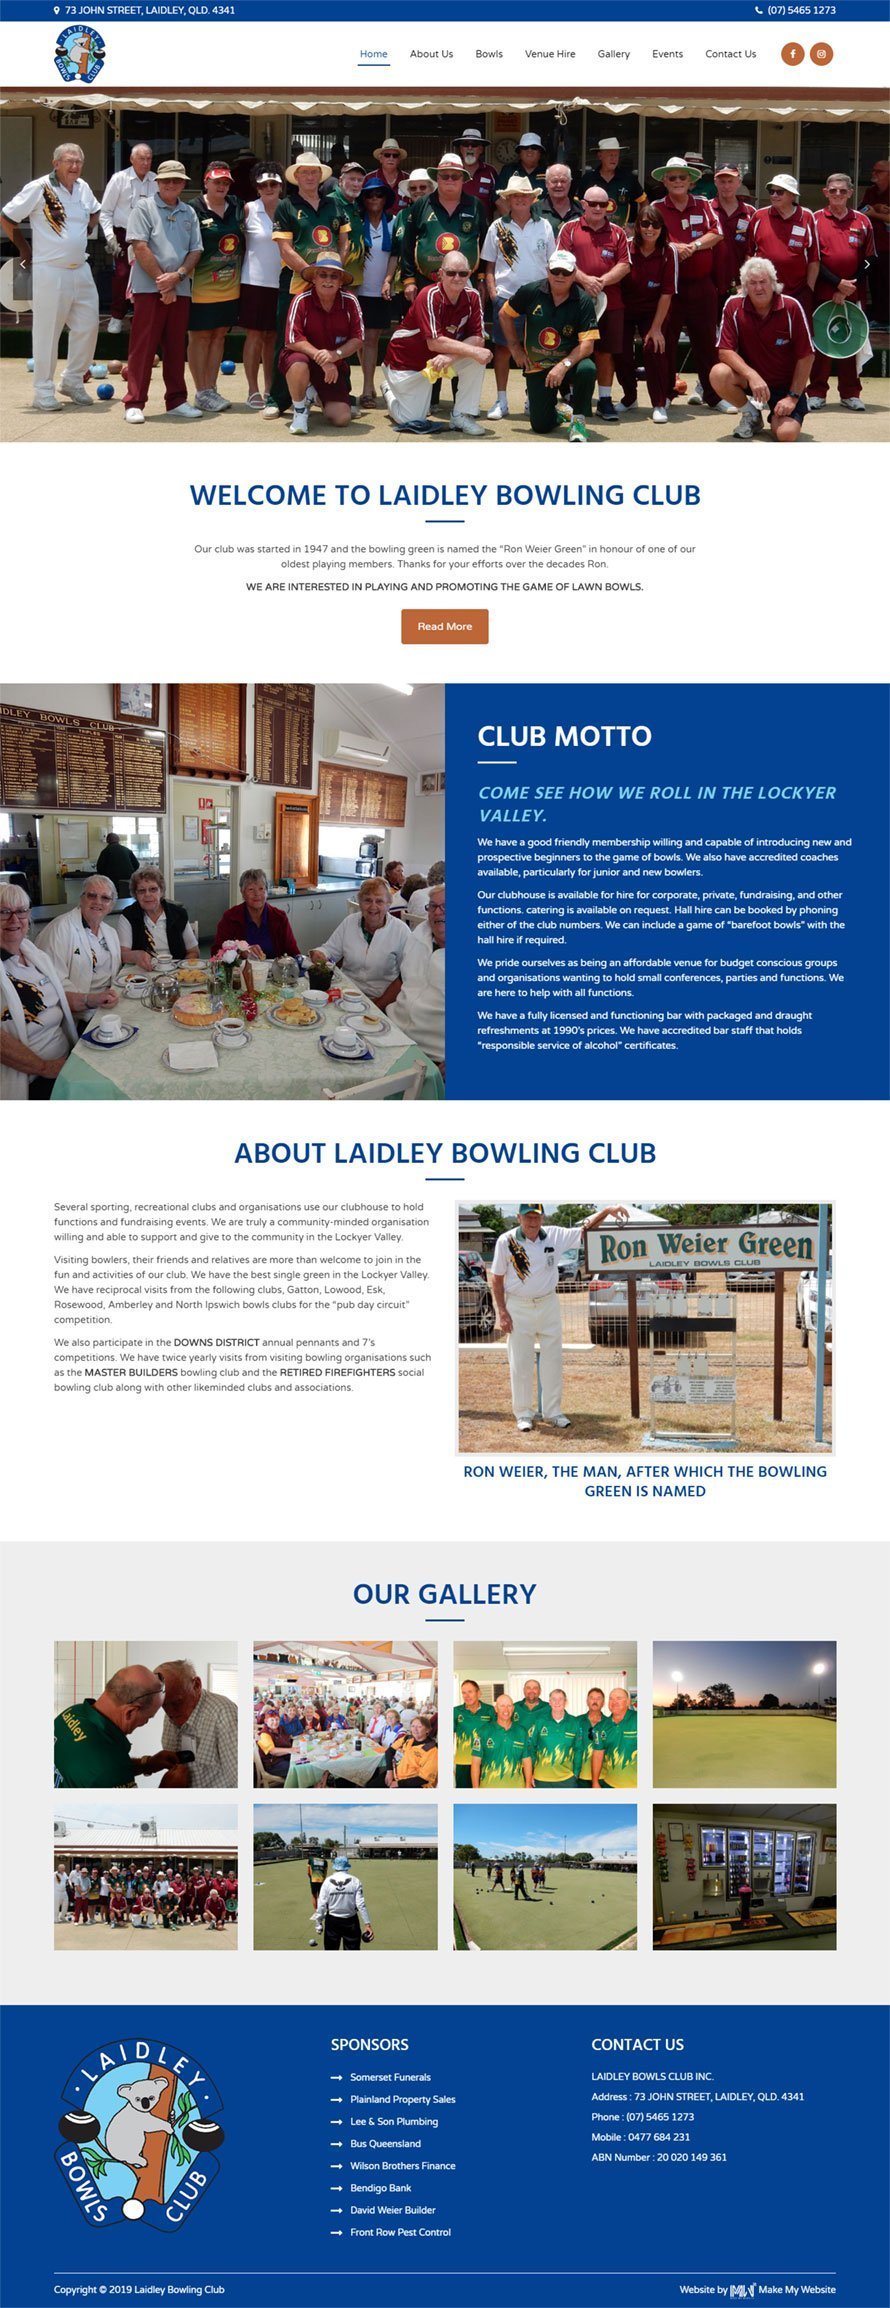 73 JOHN STREET, LAIDLEY, QLD. 4341
(07) 5465 1273
LAIDLEY
BOWLS CLUB
Home
About Us
Bowls
Venue Hire
Gallery
Events
Contact Us
WELCOME TO LAIDLEY BOWLING CLUB
Our club was started in 1947 and the bowling green is named the “Ron Weier Green” in honour of one of our
oldest playing members. Thanks for your efforts over the decades Ron.
WE ARE INTERESTED IN PLAYING AND PROMOTING THE GAME OF LAWN BOWLS.
Read More
IDLEY BOWLS CLUB
CLUB MOTTO
COME SEE HOW WE ROLL IN THE LOCKYER
VALLEY.
We have a good friendly membership willing and capable of introducing new and
prospective beginners to the game of bowls. We also have accredited coaches
available, particularly for junior and new bowlers.
Our clubhouse is available for hire for corporate, private, fundraising, and other
functions. catering is available on request. Hall hire can be booked by phoning
either of the club numbers. We can include a game of “barefoot bowls” with the
hall hire if required.
We pride ourselves as being an affordable venue for budget conscious groups
and organisations wanting to hold small conferences, parties and functions. We
are here to help with all functions.
We have a fully licensed and functioning bar with packaged and draught
refreshments at 1990’s prices. We have accredited bar staff that holds
“responsible service of alcohol” certificates.
ABOUT LAIDLEY BOWLING CLUB
Several sporting, recreational clubs and organisations use our clubhouse to hold
functions and fundraising events. We are truly a community-minded organisation
willing and able to support and give to the community in the Lockyer Valley.
Visiting bowlers, their friends and relatives are more than welcome to join in the
fun and activities of our club. We have the best single green in the Lockyer Valley.
We have reciprocal visits from the following clubs, Gatton, Lowood, Esk,
Rosewood, Amberley and North Ipswich bowls clubs for the “pub day circuit”
competition.
We also participate in the DOWNS DISTRICT annual pennants and 7’s
competitions. We have twice yearly visits from visiting bowling organisations such
as the MASTER BUILDERS bowling club and the RETIRED FIREFIGHTERS social
bowling club along with other likeminded clubs and associations.
Ron Weier Green
LAIDLEY BOWLS CLUB
RON WEIER, THE MAN, AFTER WHICH THE BOWLING
GREEN IS NAMED
OUR GALLERY
Laidley
LAIDLEY
BOWLS CLUB
SPONSORS
Somerset Funerals
Plainland Property Sales
Lee & Son Plumbing
Bus Queensland
Wilson Brothers Finance
Bendigo Bank
David Weier Builder
Front Row Pest Control
CONTACT US
LAIDLEY BOWLS CLUB INC.
Address : 73 JOHN STREET, LAIDLEY, QLD. 4341
Phone : (07) 5465 1273
Mobile : 0477 684 231
ABN Number : 20 020 149 361
Copyright © 2019 Laidley Bowling Club
Website by MMW Make My Website